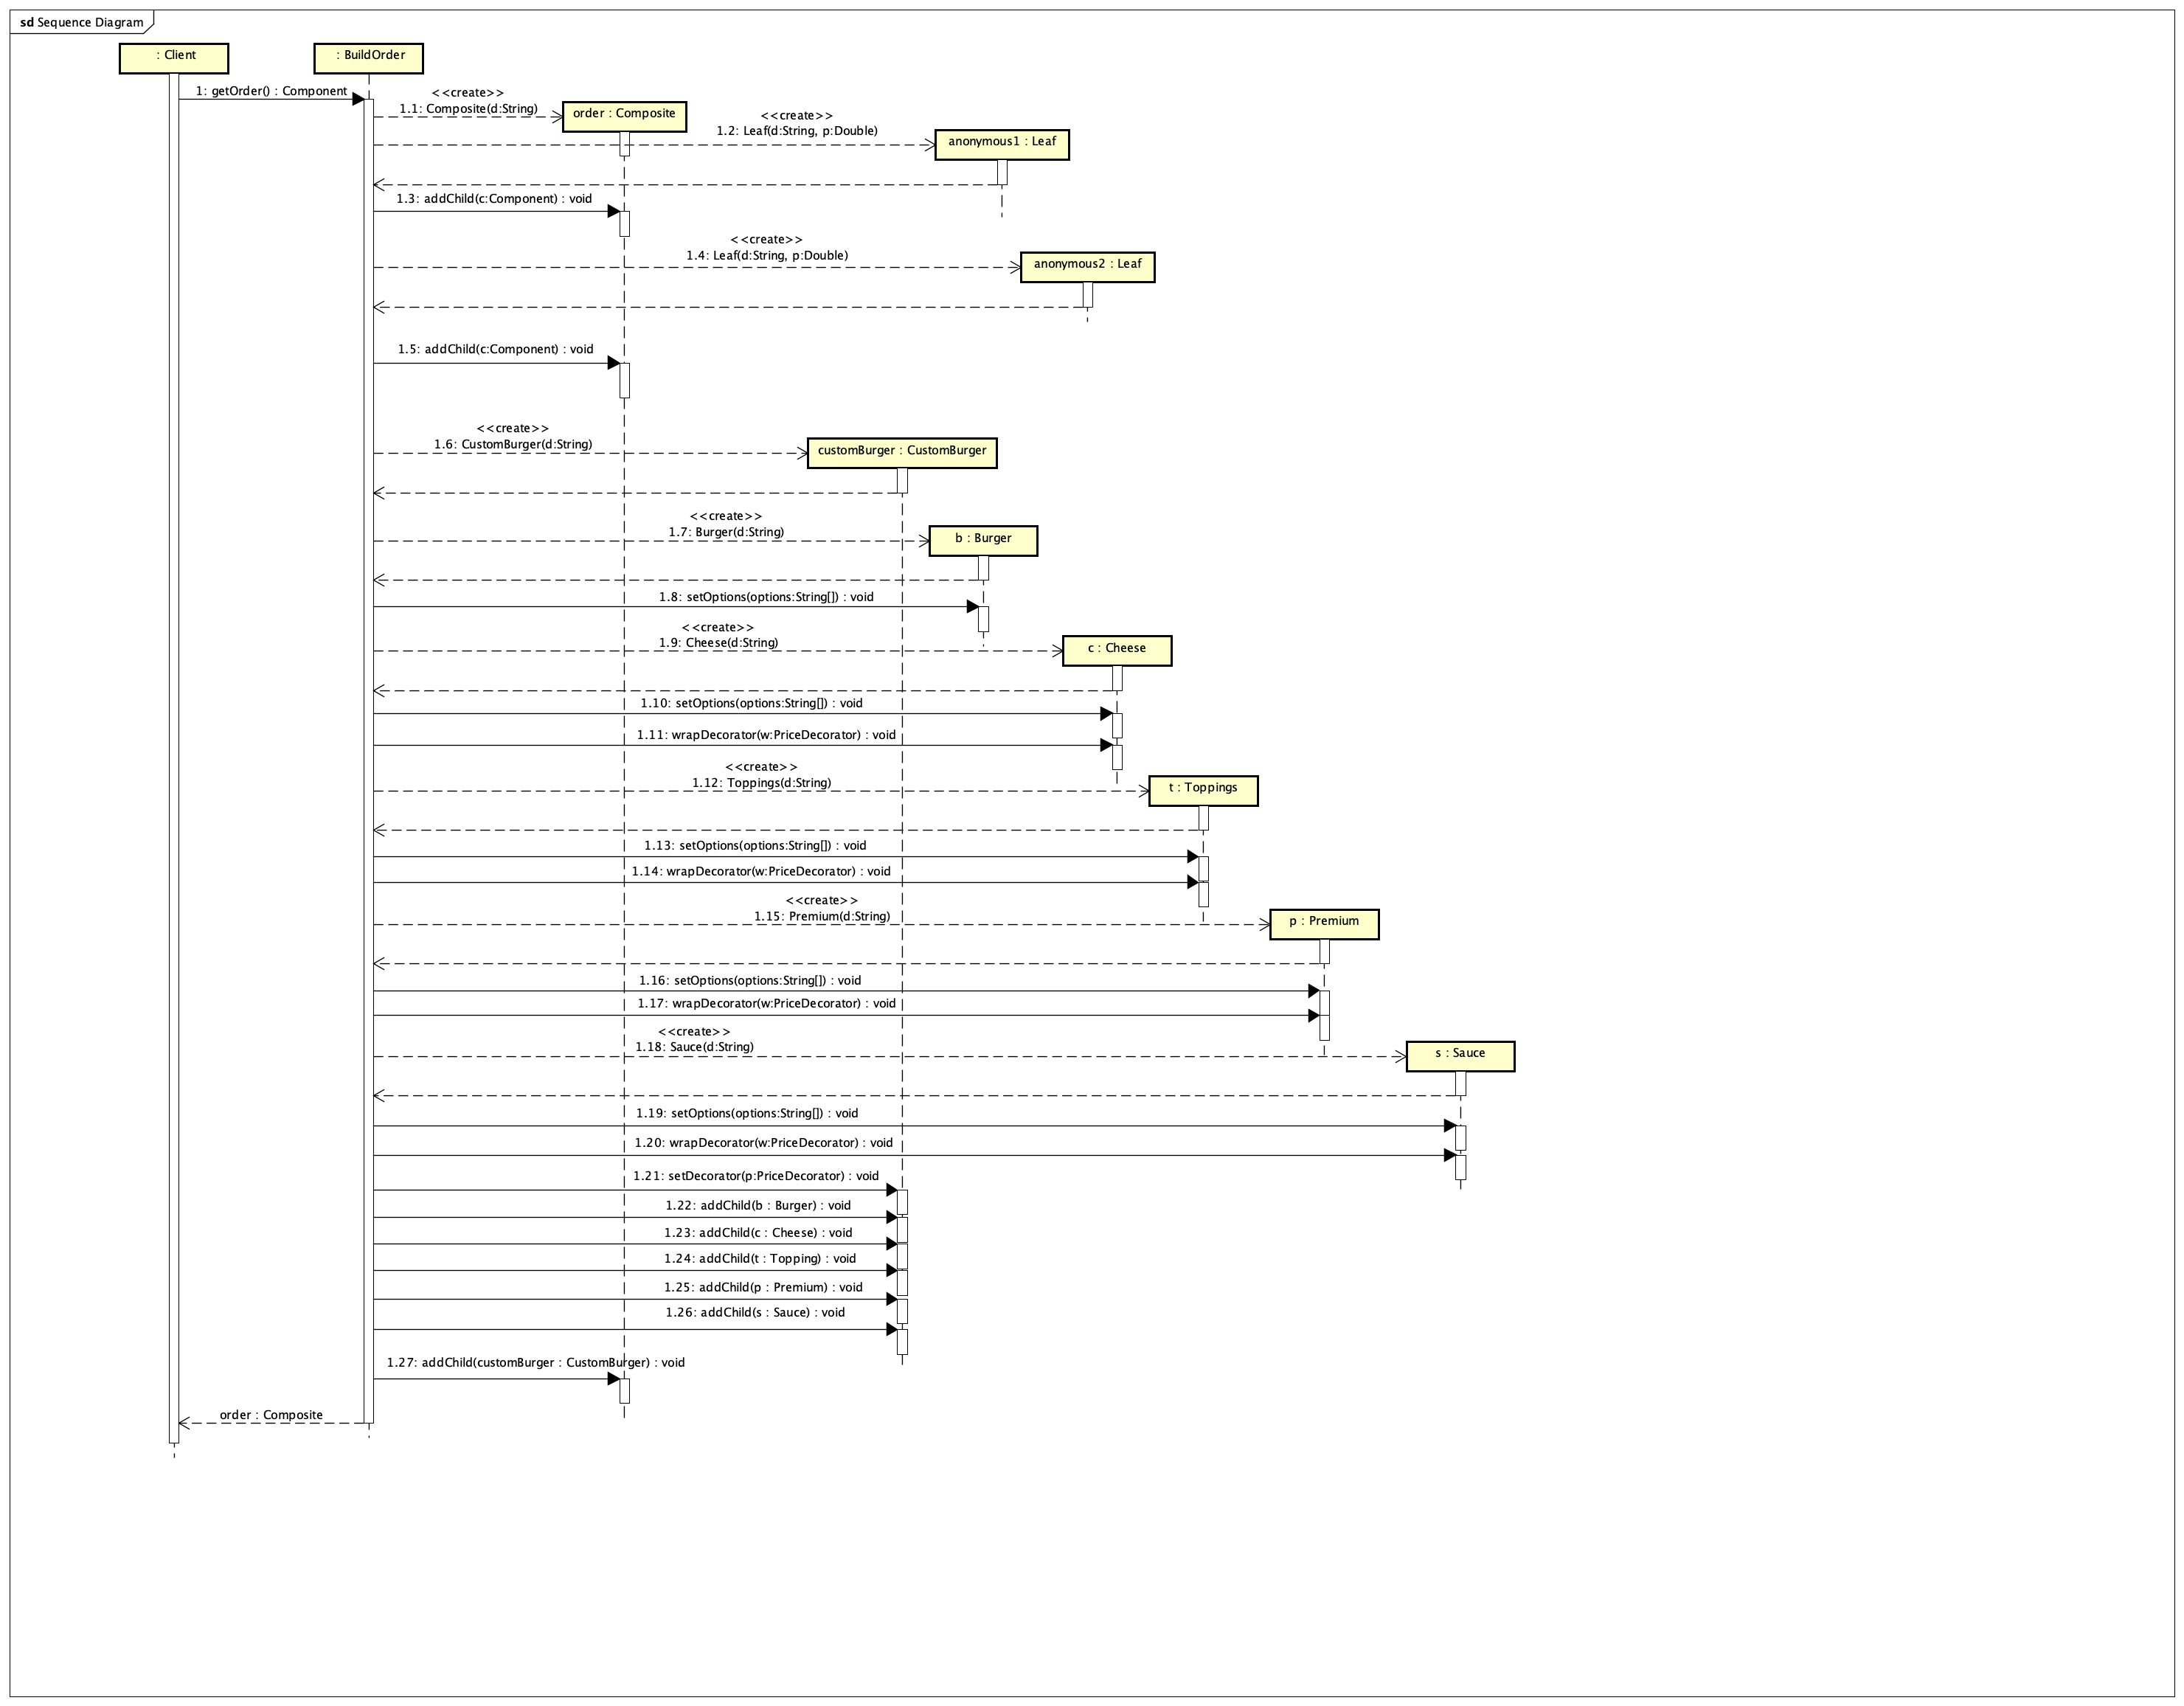 sd Sequence Diagram
: Client
: BuildOrder
1: getOrder() : Component
<<create>>
1.1: Composite(d:String)
order : Composite
<<create>>
1.2: Leaf(d:String, p:Double)
anonymous1 : Leaf
1.3: addChild(c:Component) : void
<<create>>
1.4: Leaf(d:String, p:Double)
anonymous2 : Leaf
1.5: addChild(c:Component) : void
<<create>>
1.6: CustomBurger(d:String)
customBurger : CustomBurger
<<create>>
1.7: Burger(d:String)
b : Burger
1.8: setOptions(options:String[]) : void
<<create>>
1.9: Cheese(d:String)
c : Cheese
1.10: setOptions(options:String[]) : void
1.11: wrapDecorator(w:PriceDecorator) : void
<<create>>
1.12: Toppings(d:String)
t : Toppings
1.13: setOptions(options:String[]) : void
1.14: wrapDecorator(w:PriceDecorator) : void
<<create>>
1.15: Premium(d:String)
p : Premium
1.16: setOptions(options:String[]) : void
1.17: wrapDecorator(w:PriceDecorator) : void
<<create>>
1.18: Sauce(d:String)
s : Sauce
1.19: setOptions(options:String[]) : void
1.20: wrapDecorator(w:PriceDecorator) : void
1.21: setDecorator(p:PriceDecorator) : void
1.22: addChild(b : Burger) : void
1.23: addChild(c : Cheese) : void
1.24: addChild(t : Topping) : void
1.25: addChild(p : Premium) : void
1.26: addChild(s : Sauce) : void
1.27: addChild(customBurger : CustomBurger) : void
order : Composite